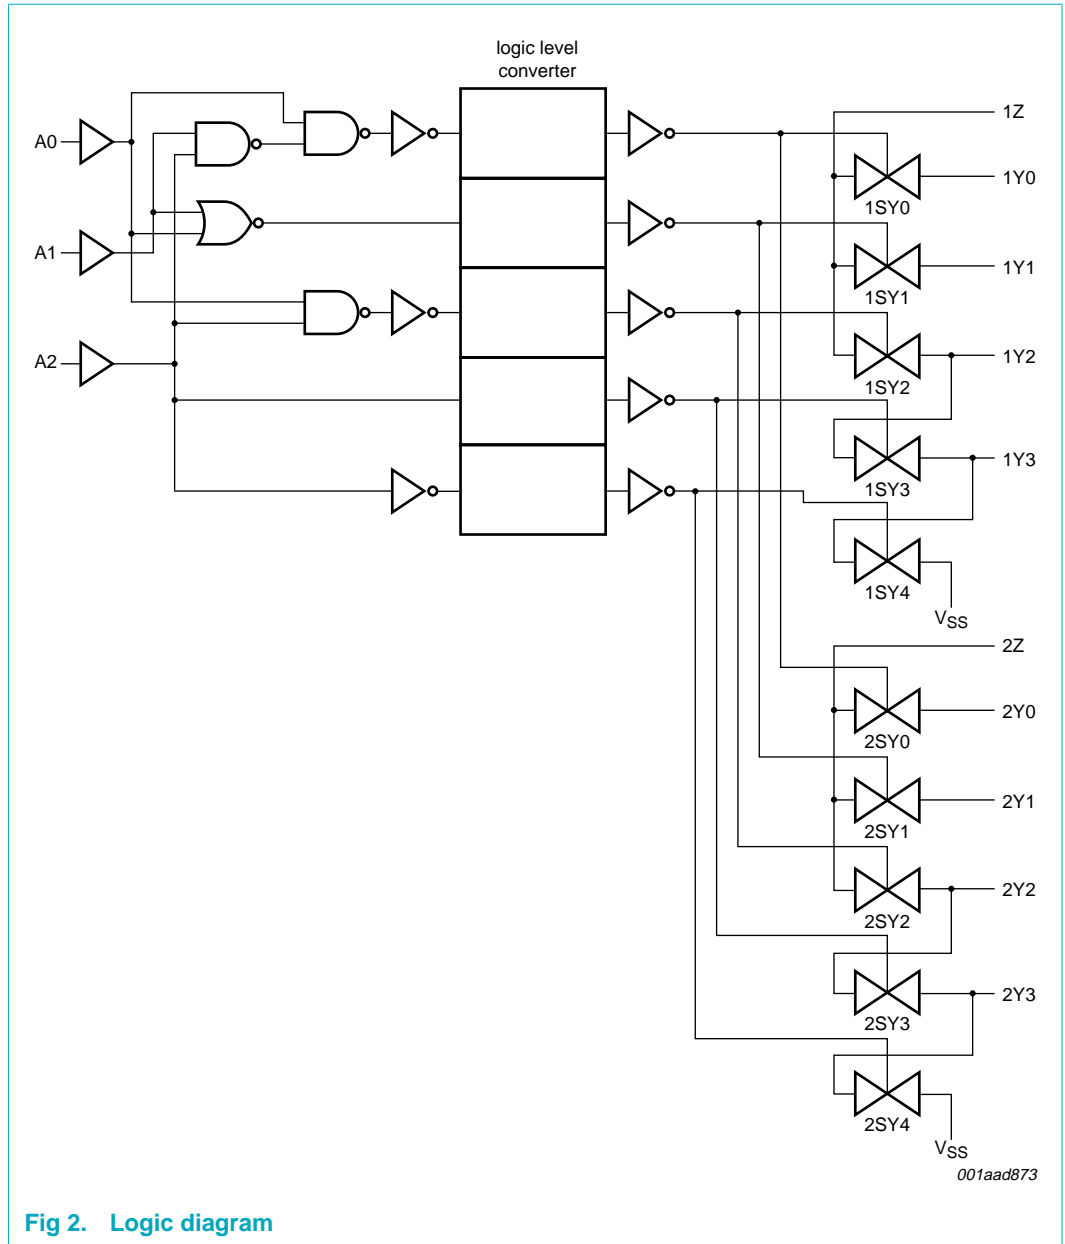 logic level
converter
A0
A1
A2
1Z
1Y0
1SY0
1Y1
1SY1
1Y2
1SY2
1Y3
1SY3
1SY4
VSS
2Z
2Y0
2SY0
2Y1
2SY1
2Y2
2SY2
2Y3
2SY3
2SY4
VSS
001aad873
Fig 2. Logic diagram